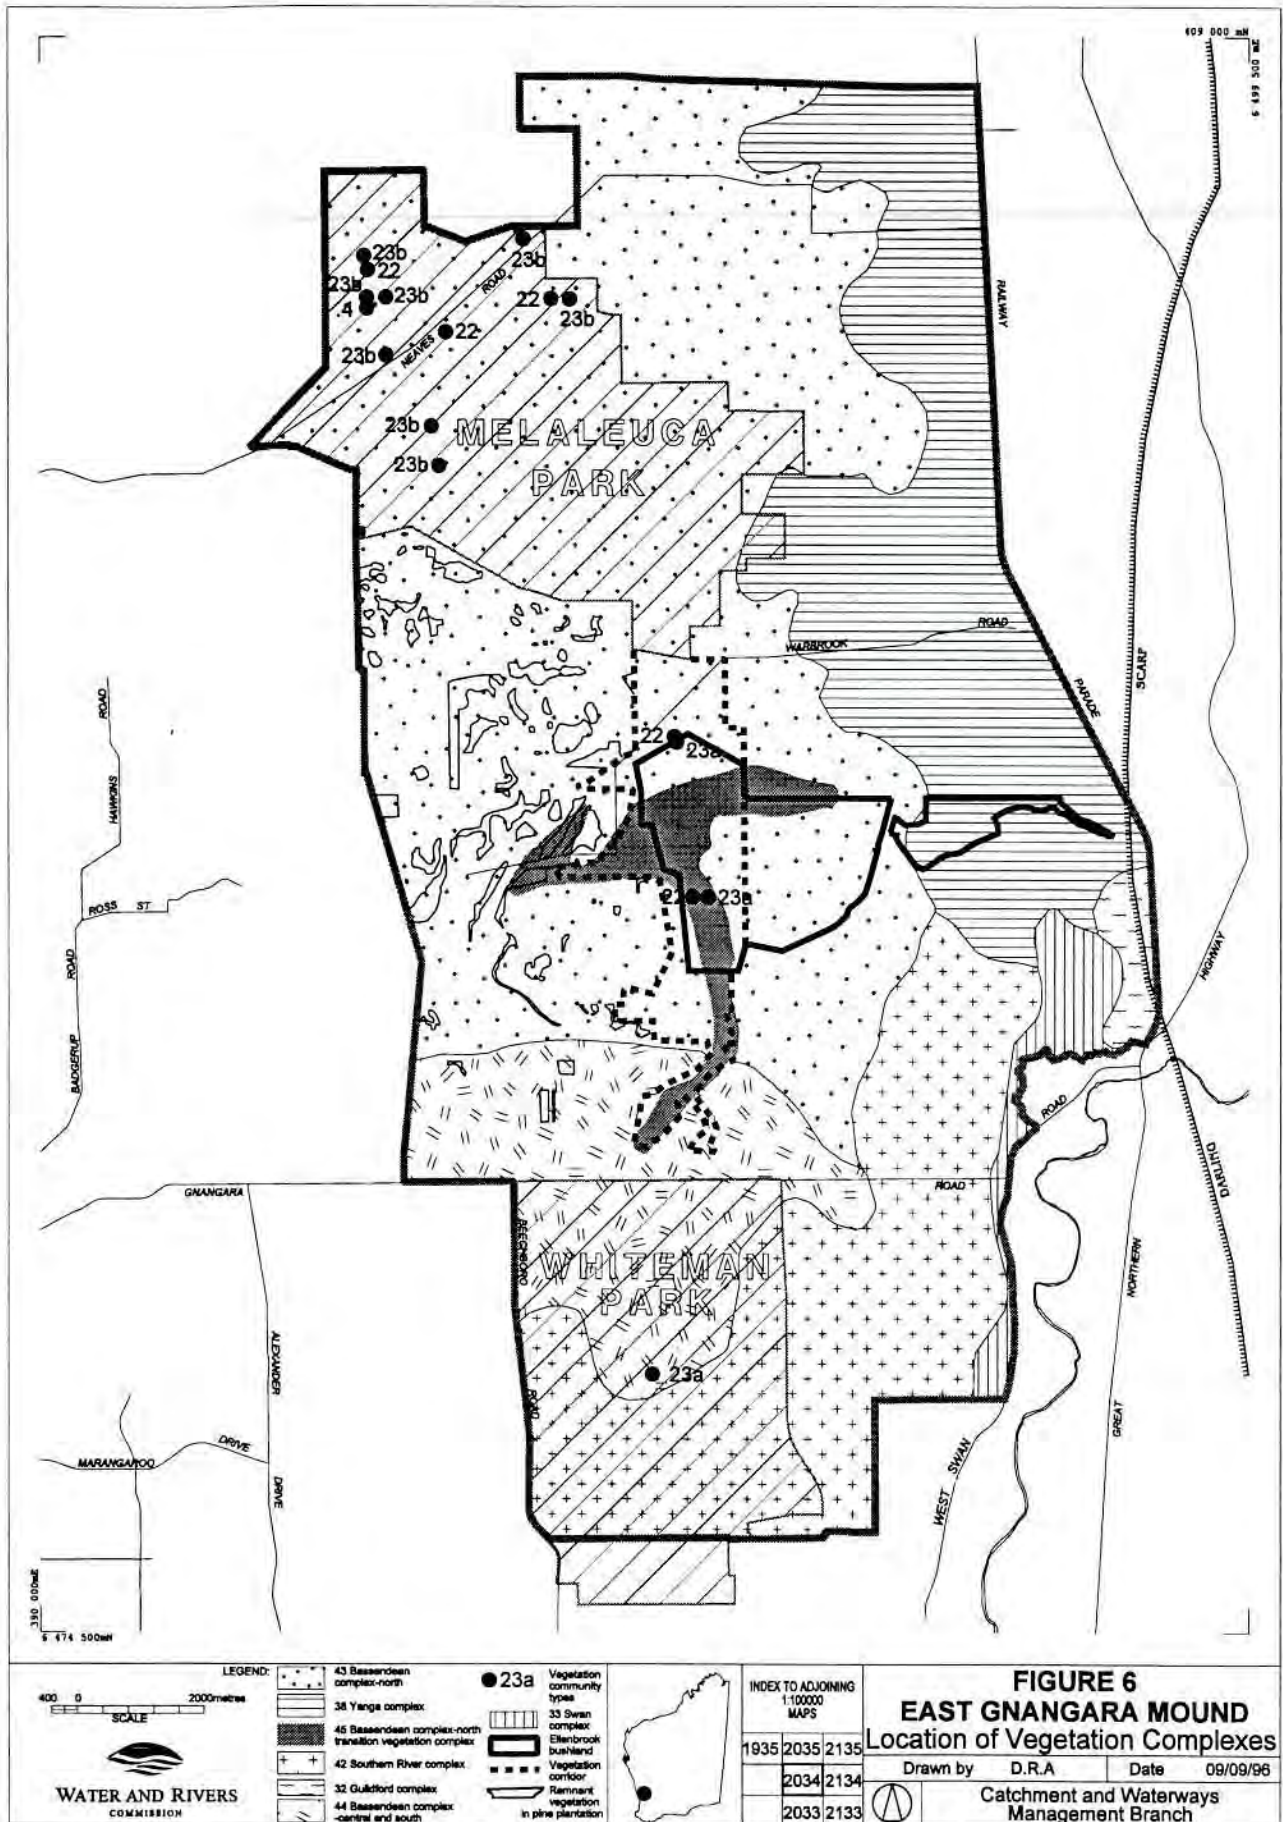 409 000 mN
6 499 500 mE
23b
22
23b
23b
4
23b
ROAD
22
23b
22
NEAVES
23b
23b
23b
MELALEUCA
PARK
RAILWAY
WARBROOK
ROAD
PARADE
SCARP
ROAD
HAWKINS
ROSS ST
ROAD
BADGERUP
22
23a
22
23a
HIGHWAY
ROAD
DARLING
GNANGARA
ROAD
BEECHBORO
WHITEMAN
PARK
23a
ROAD
ALEXANDER
DRIVE
DRIVE
MARANGAROO
NORTHERN
GREAT
WEST SWAN
390 000mE
6 474 500mN
LEGEND:
400 0 2000metres
SCALE
WATER AND RIVERS
COMMISSION
43 Bassendean
complex-north
38 Yanga complex
45 Bassendean complex-north
transition vegetation complex
42 Southern River complex
32 Guildford complex
44 Bassendean complex
-central and south
23a
Vegetation
community
types
33 Swan
complex
Ellenbrook
bushland
Vegetation
corridor
Remnant
vegetation
in pine plantation
INDEX TO ADJOINING
1:100000
MAPS
1935 2035 2135
2034 2134
2033 2133
FIGURE 6
EAST GNANGARA MOUND
Location of Vegetation Complexes
Drawn by D.R.A Date 09/09/96
Catchment and Waterways
Management Branch